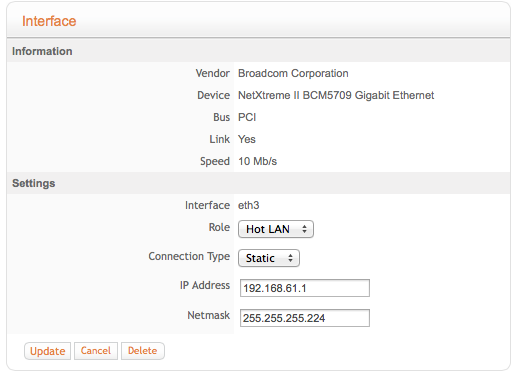 Interface
Information
Vendor Broadcom Corporation
Device NetXtreme II BCM5709 Gigabit Ethernet
Bus PCI
Link Yes
Speed 10 Mb/s
Settings
Interface eth3
Role Hot LAN
Connection Type Static
IP Address 192.168.61.1
Netmask 255.255.255.224
Update Cancel Delete